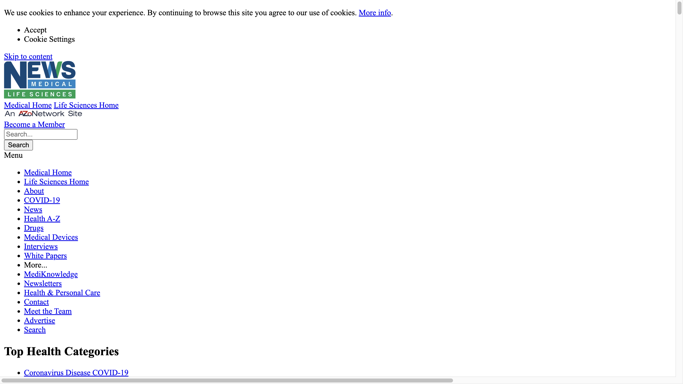 We use cookies to enhance your experience. By continuing to browse this site you agree to our use of cookies. More info.
Accept
Cookie Settings
Skip to content
NEWS
MEDICAL
LIFE SCIENCES
Medical Home Life Sciences Home
An AZoNetwork Site
Become a Member
Search...
Search
Menu
Medical Home
Life Sciences Home
About
COVID-19
News
Health A-Z
Drugs
Medical Devices
Interviews
White Papers
More...
MediKnowledge
Newsletters
Health & Personal Care
Contact
Meet the Team
Advertise
Search
Top Health Categories
Coronavirus Disease COVID-19